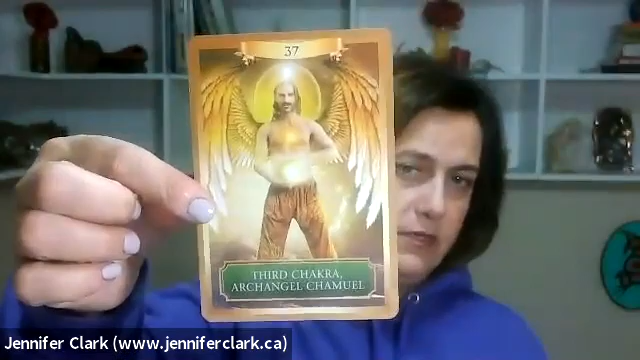 37
THIRD CHAKRA,
ARCHANGEL CHAMUEL
Jennifer Clark (www.jenniferclark.ca)